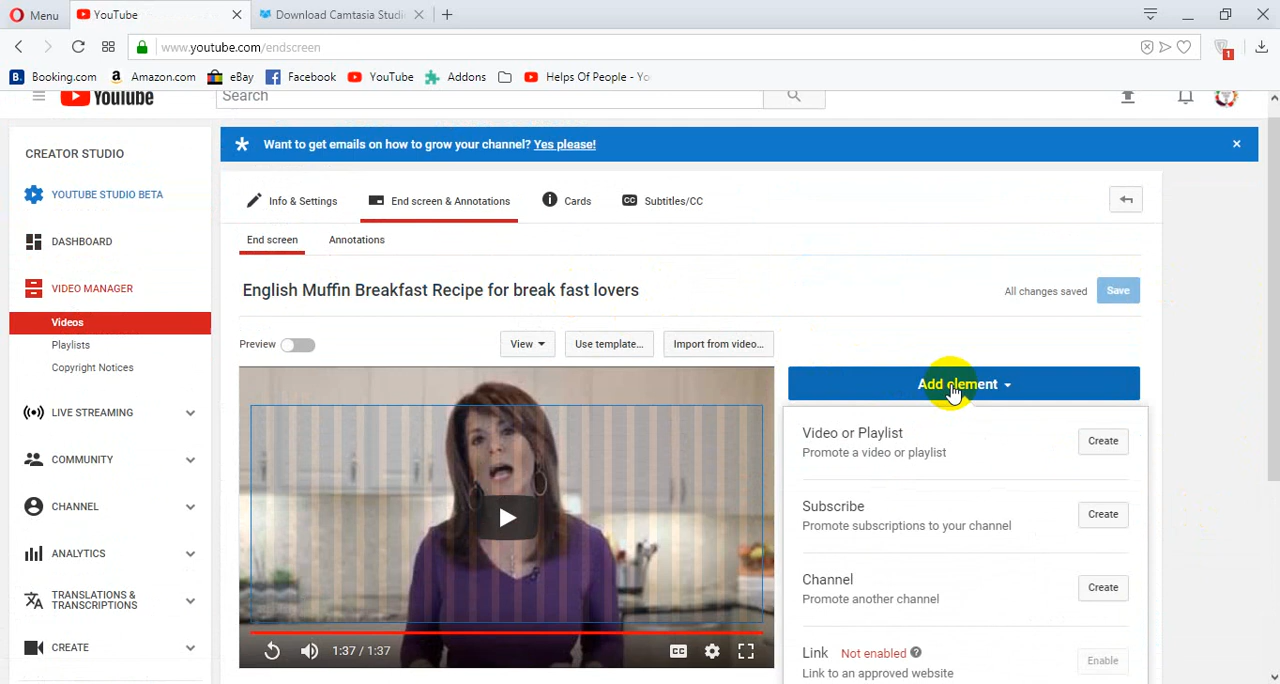 Menu
YouTube
Download Camtasia Studi
www.youtube.com/endscreen
1
B. Booking.com
a Amazon.com
eBay
Facebook
YouTube
Addons
Helps Of People - Yo
YouTube
Search
CREATOR STUDIO
Want to get emails on how to grow your channel? Yes please!
YOUTUBE STUDIO BETA
Info & Settings
End screen & Annotations
Cards
CC Subtitles/CC
DASHBOARD
End screen
Annotations
VIDEO MANAGER
English Muffin Breakfast Recipe for break fast lovers
All changes saved
Save
Videos
Playlists
Copyright Notices
Preview
View
Use template...
Import from video...
Add element
LIVE STREAMING
COMMUNITY
CHANNEL
ANALYTICS
TRANSLATIONS &
TRANSCRIPTIONS
CREATE
Video or Playlist
Promote a video or playlist
Create
Subscribe
Promote subscriptions to your channel
Create
Channel
Promote another channel
Create
Link Not enabled
Link to an approved website
Enable
1:37 / 1:37
CC